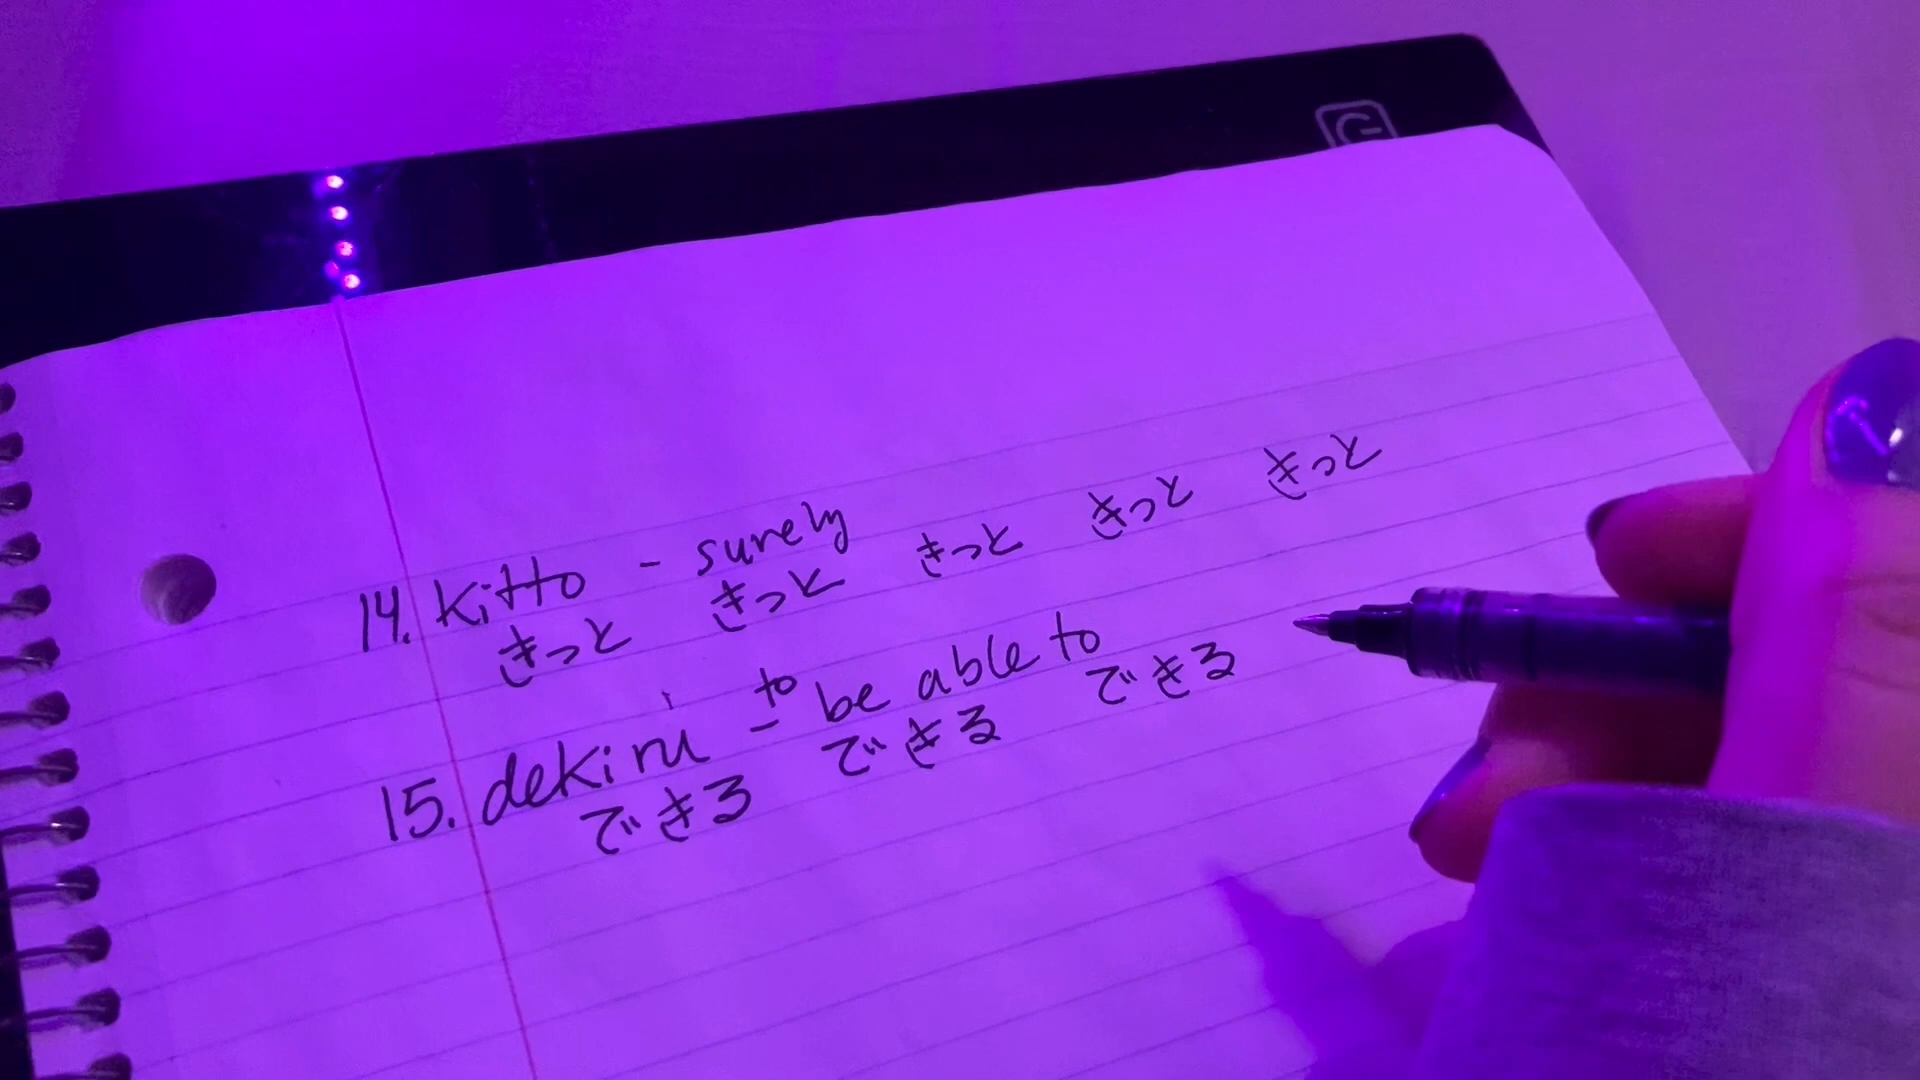 14. kitto - surely
きっと きっと きっと きっと きっと
15. dekiru - to be able to
できる できる できる